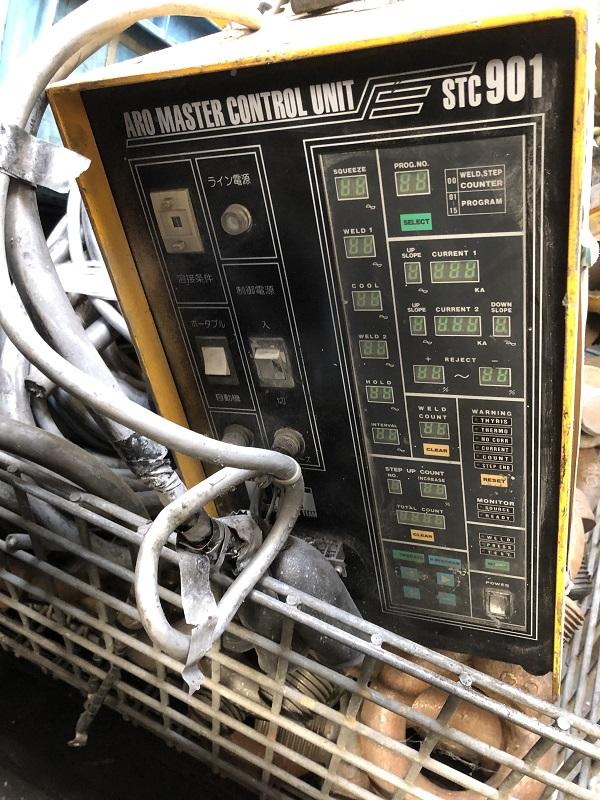 ARO MASTER CONTROL UNIT
STC901
ライン電源
溶接条件
制御電源
ポータブル
入
自動機
切
SQUEEZE
WELD 1
COOL
WELD 2
HOLD
INTERVAL
PROG.NO.
SELECT
00 WELD,STEP COUNTER
01
15 PROGRAM
UP SLOPE
CURRENT 1
KA
UP SLOPE
CURRENT 2
DOWN SLOPE
KA
+ REJECT -
～
% %
WELD COUNT
CLEAR
STEP UP COUNT
NO. INCREASE
TOTAL COUNT
CLEAR
WARNING
THYRIS
THERMO
NO CURR
CURRENT
COUNT
STEP END
RESET
MONITOR
SOURCE
READY
WELD
PRESS
TEST
POWER